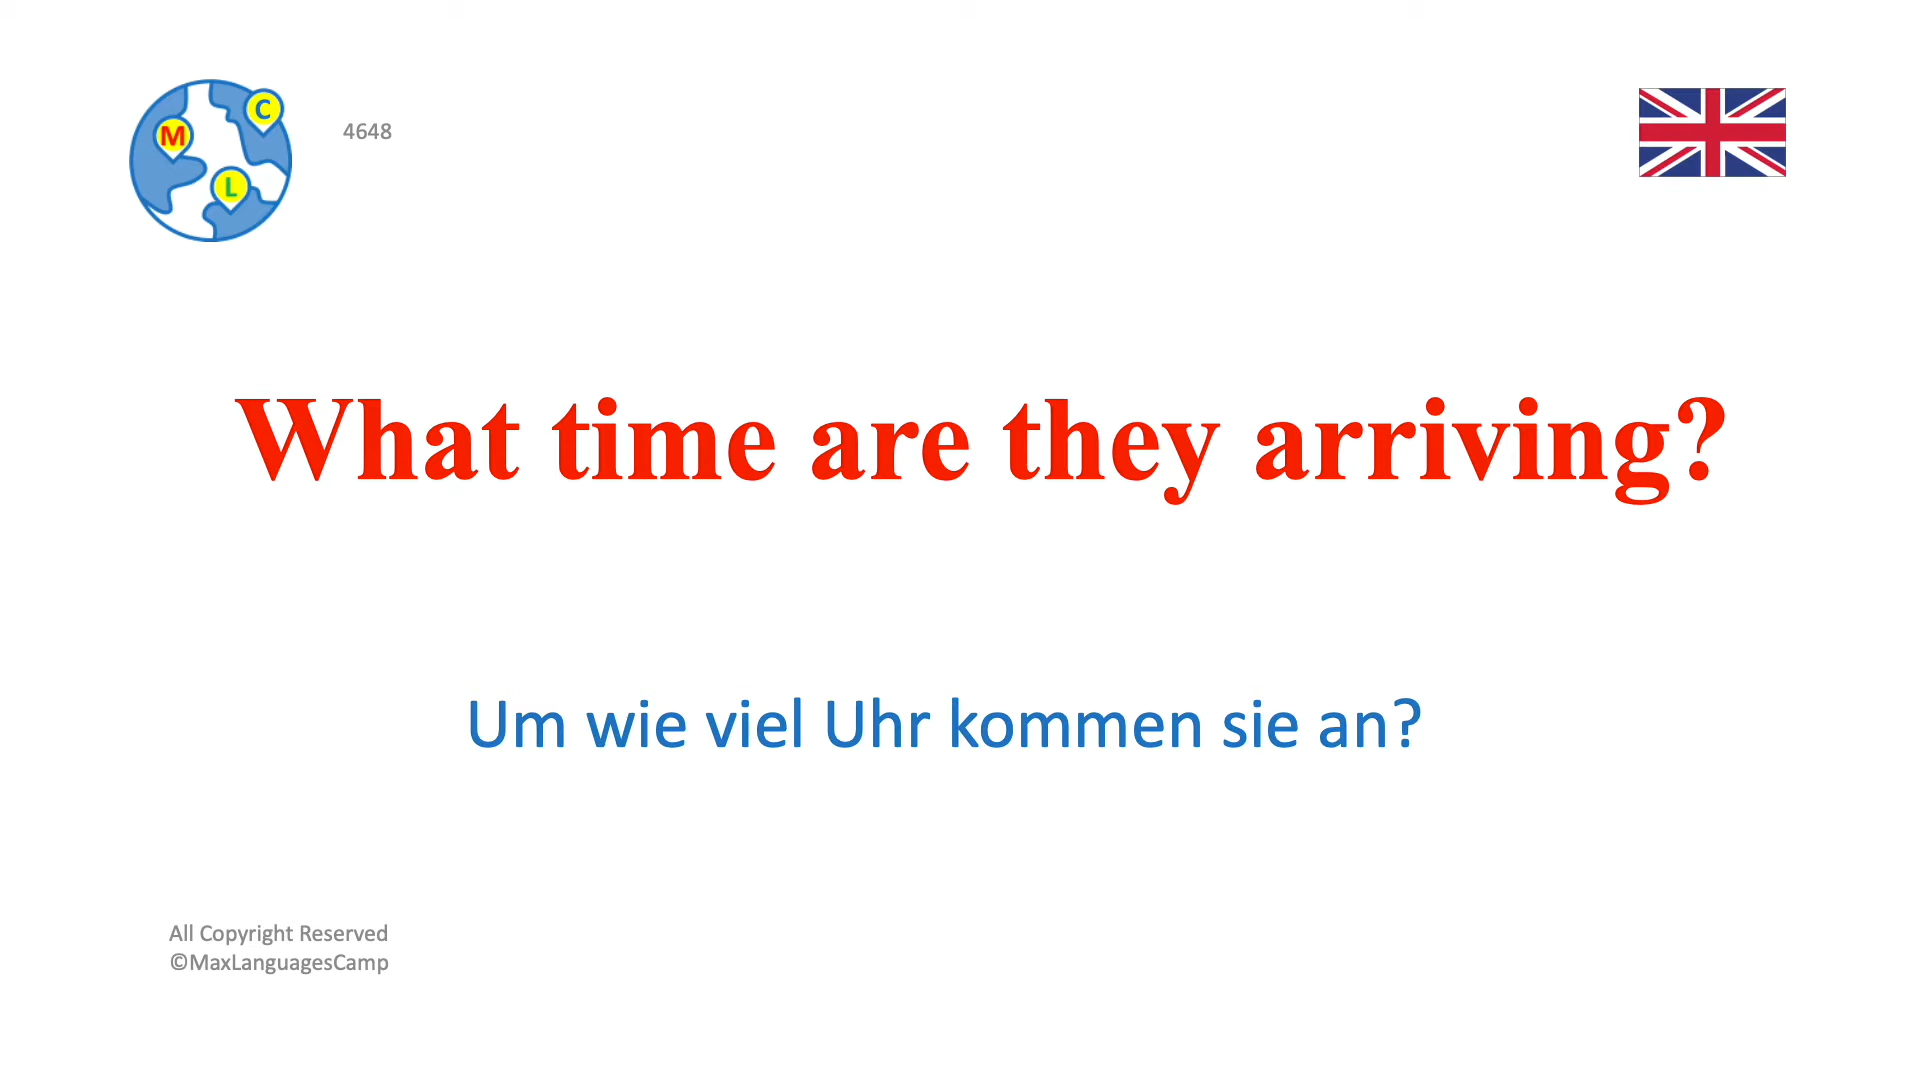 C
M
4648
L
What time are they arriving?
Um wie viel Uhr kommen sie an?
All Copyright Reserved
©MaxLanguagesCamp